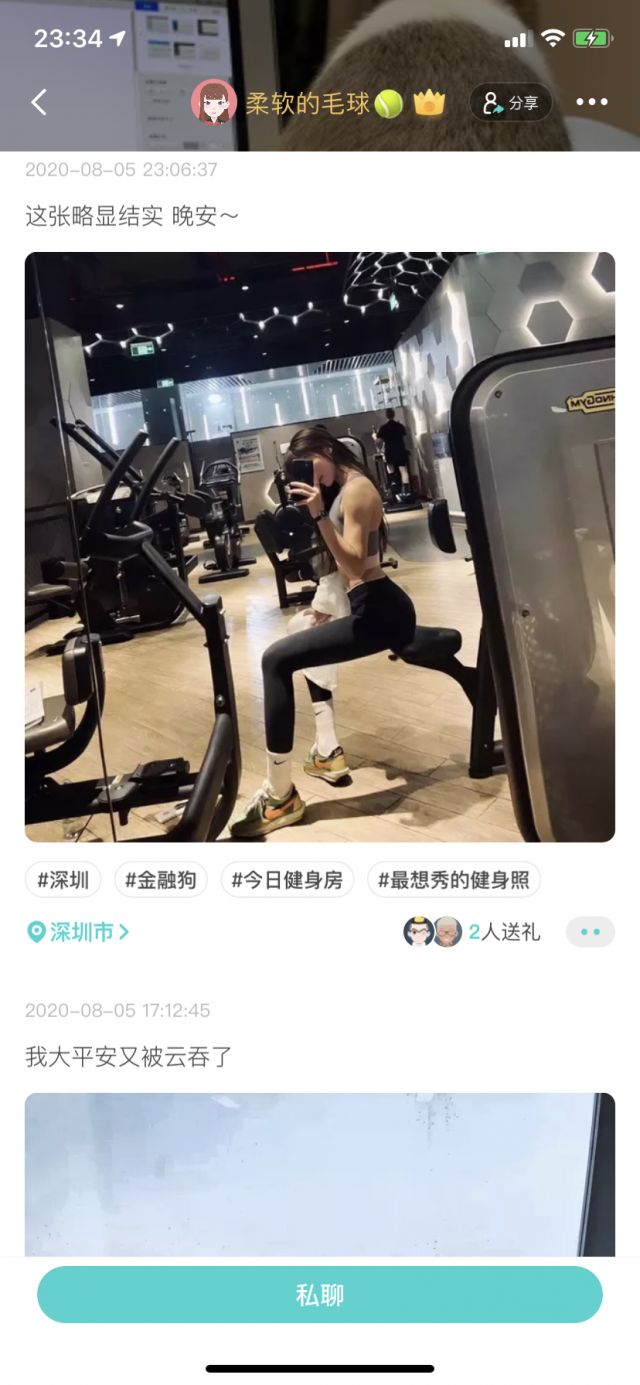 23:34
柔软的毛球
分享
2020-08-05 23:06:37
这张略显结实 晚安～
#深圳
#金融狗
#今日健身房
#最想秀的健身照
深圳市
2人送礼
2020-08-05 17:12:45
我大平安又被云吞了
私聊